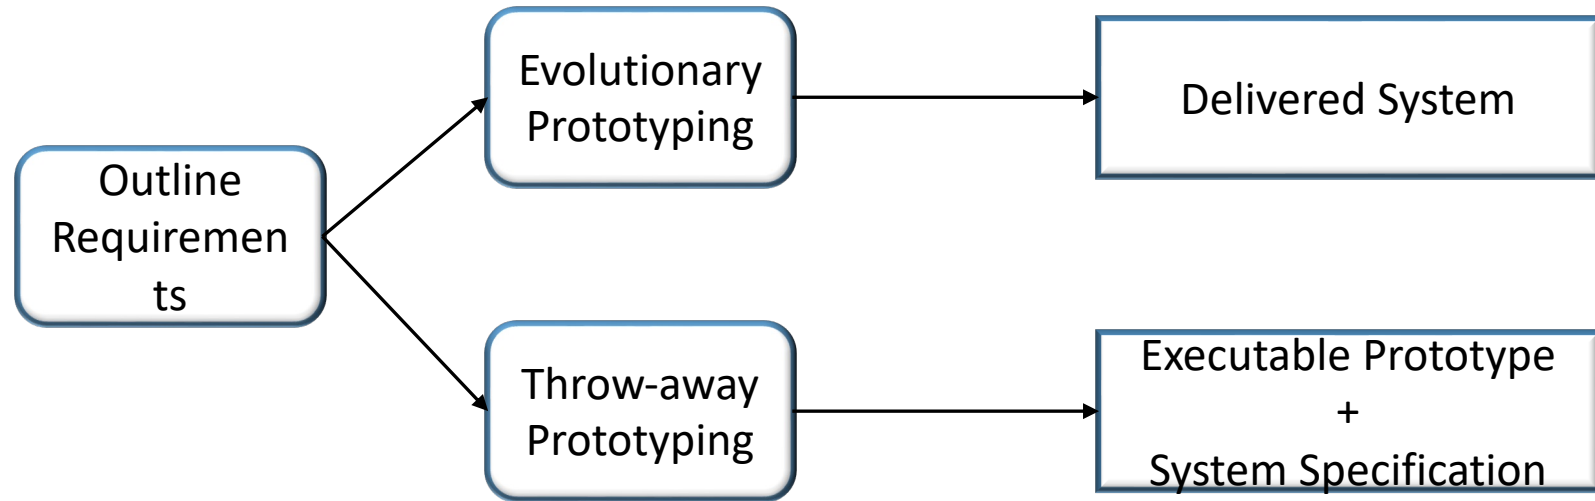 Outline
Requiremen
ts
Evolutionary
Prototyping
Delivered System
Throw-away
Prototyping
Executable Prototype
+
System Specification